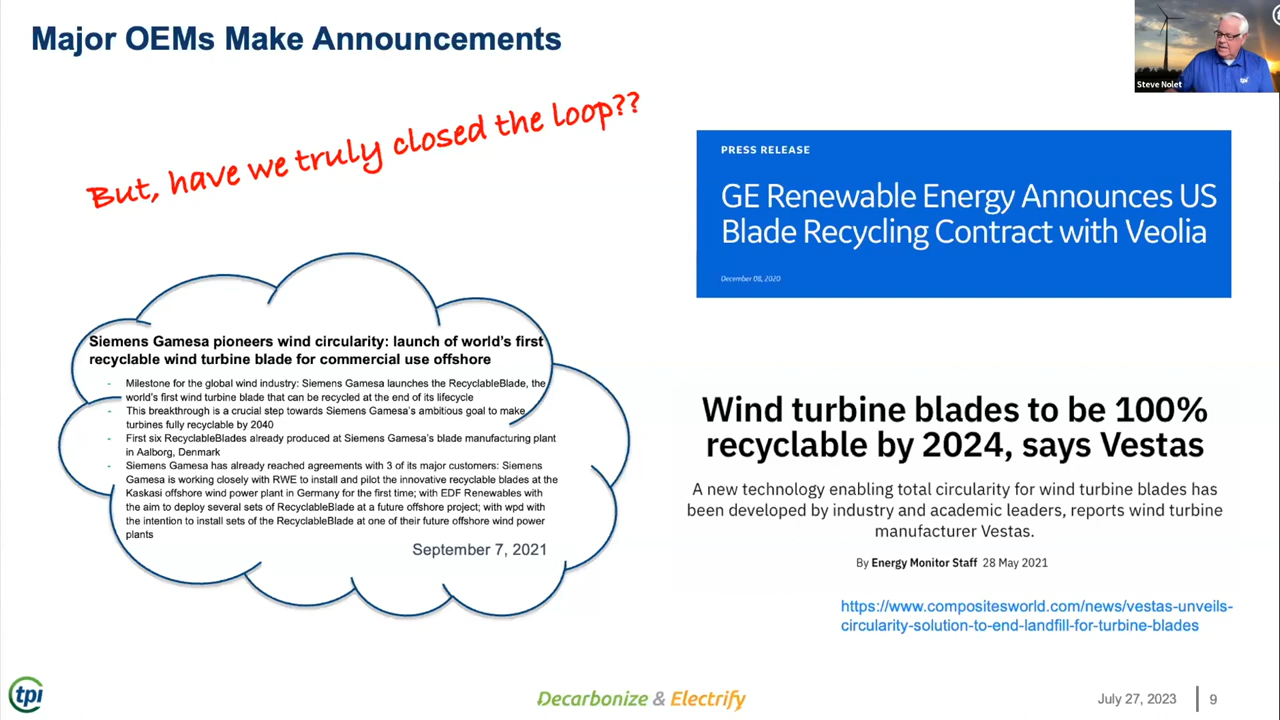 Major OEMs Make Announcements
Steve Nolet
tpi
But, have we truly closed the loop??
PRESS RELEASE
GE Renewable Energy Announces US
Blade Recycling Contract with Veolia
December 08, 2020
Siemens Gamesa pioneers wind circularity: launch of world's first
recyclable wind turbine blade for commercial use offshore
- Milestone for the global wind industry: Siemens Gamesa launches the RecyclableBlade, the
world's first wind turbine blade that can be recycled at the end of its lifecycle
- This breakthrough is a crucial step towards Siemens Gamesa's ambitious goal to make
turbines fully recyclable by 2040
- First six RecyclableBlades already produced at Siemens Gamesa's blade manufacturing plant
in Aalborg, Denmark
- Siemens Gamesa has already reached agreements with 3 of its major customers: Siemens
Gamesa is working closely with RWE to install and pilot the innovative recyclable blades at the
Kaskasi offshore wind power plant in Germany for the first time; with EDF Renewables with
the aim to deploy several sets of RecyclableBlade at a future offshore project; with wpd with
the intention to install sets of the RecyclableBlade at one of their future offshore wind power
plants
September 7, 2021
Wind turbine blades to be 100%
recyclable by 2024, says Vestas
A new technology enabling total circularity for wind turbine blades has
been developed by industry and academic leaders, reports wind turbine
manufacturer Vestas.
By Energy Monitor Staff 28 May 2021
https://www.compositesworld.com/news/vestas-unveils-
circularity-solution-to-end-landfill-for-turbine-blades
tpi
Decarbonize & Electrify
July 27, 2023
9